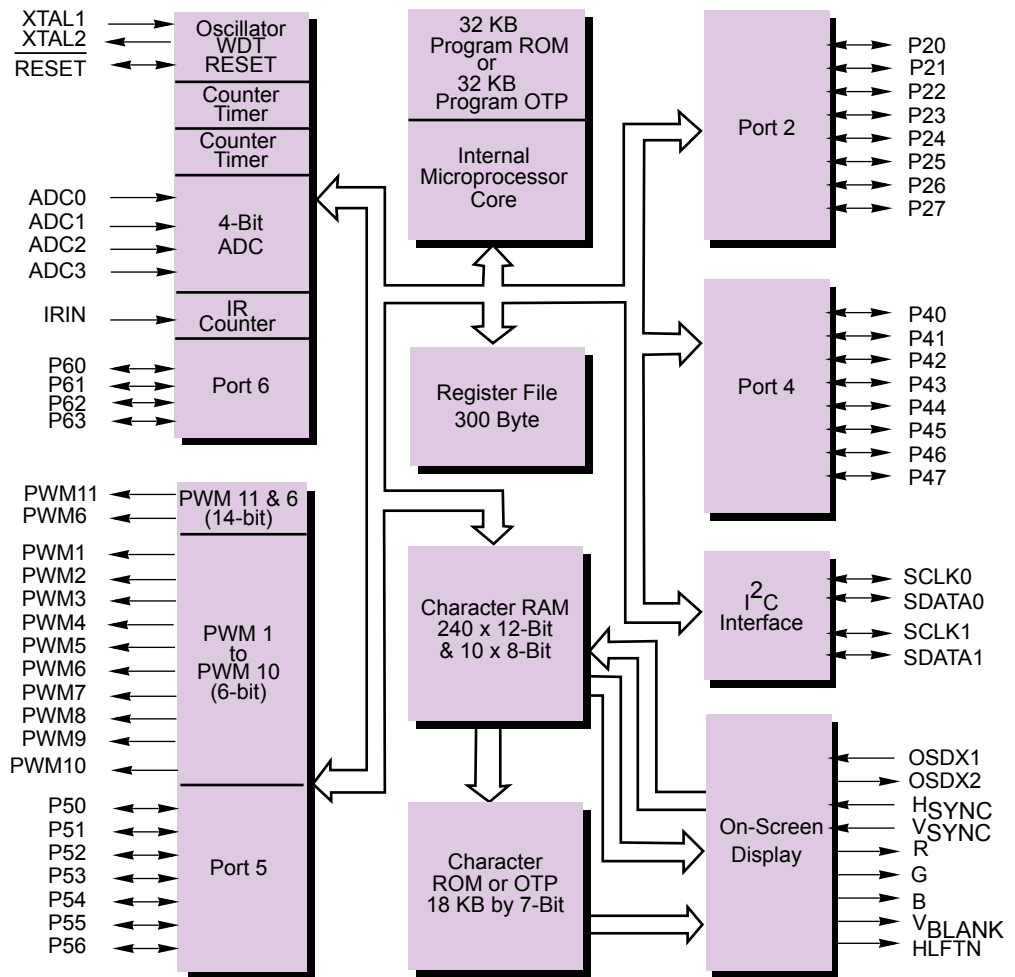 XTAL1
XTAL2
RESET
Oscillator
WDT
RESET
Counter
Timer
Counter
Timer
ADC0
ADC1
ADC2
ADC3
4-Bit
ADC
IRIN
IR
Counter
P60
P61
P62
P63
Port 6
PWM11
PWM6
PWM 11 & 6
(14-bit)
PWM1
PWM2
PWM3
PWM4
PWM5
PWM6
PWM7
PWM8
PWM9
PWM10
PWM 1
to
PWM 10
(6-bit)
P50
P51
P52
P53
P54
P55
P56
Port 5
32 KB
Program ROM
or
32 KB
Program OTP
Internal
Microprocessor
Core
Register File
300 Byte
Character RAM
240 x 12-Bit
& 10 x 8-Bit
Character
ROM or OTP
18 KB by 7-Bit
Port 2
P20
P21
P22
P23
P24
P25
P26
P27
Port 4
P40
P41
P42
P43
P44
P45
P46
P47
I2C
Interface
SCLK0
SDATA0
SCLK1
SDATA1
On-Screen
Display
OSDX1
OSDX2
HSYNC
VSYNC
R
G
B
VBLANK
HLFTN